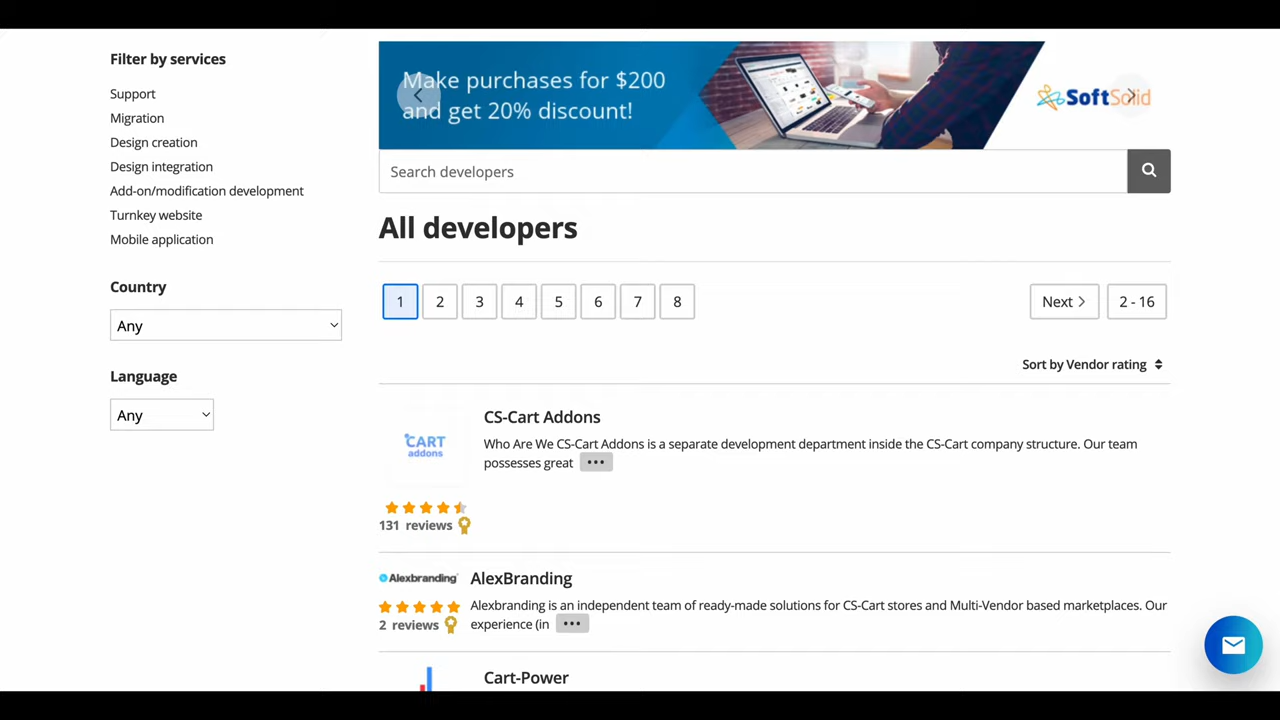 Filter by services
Support
Migration
Design creation
Design integration
Add-on/modification development
Turnkey website
Mobile application
Country
Any
Language
Any
Make purchases for $200
and get 20% discount!
SoftSolid
Search developers
All developers
1 2 3 4 5 6 7 8 Next 2 - 16
Sort by Vendor rating
CART
addons
CS-Cart Addons
Who Are We CS-Cart Addons is a separate development department inside the CS-Cart company structure. Our team
possesses great •••
131 reviews
Alexbranding
AlexBranding
Alexbranding is an independent team of ready-made solutions for CS-Cart stores and Multi-Vendor based marketplaces. Our
experience (in •••
2 reviews
Cart-Power